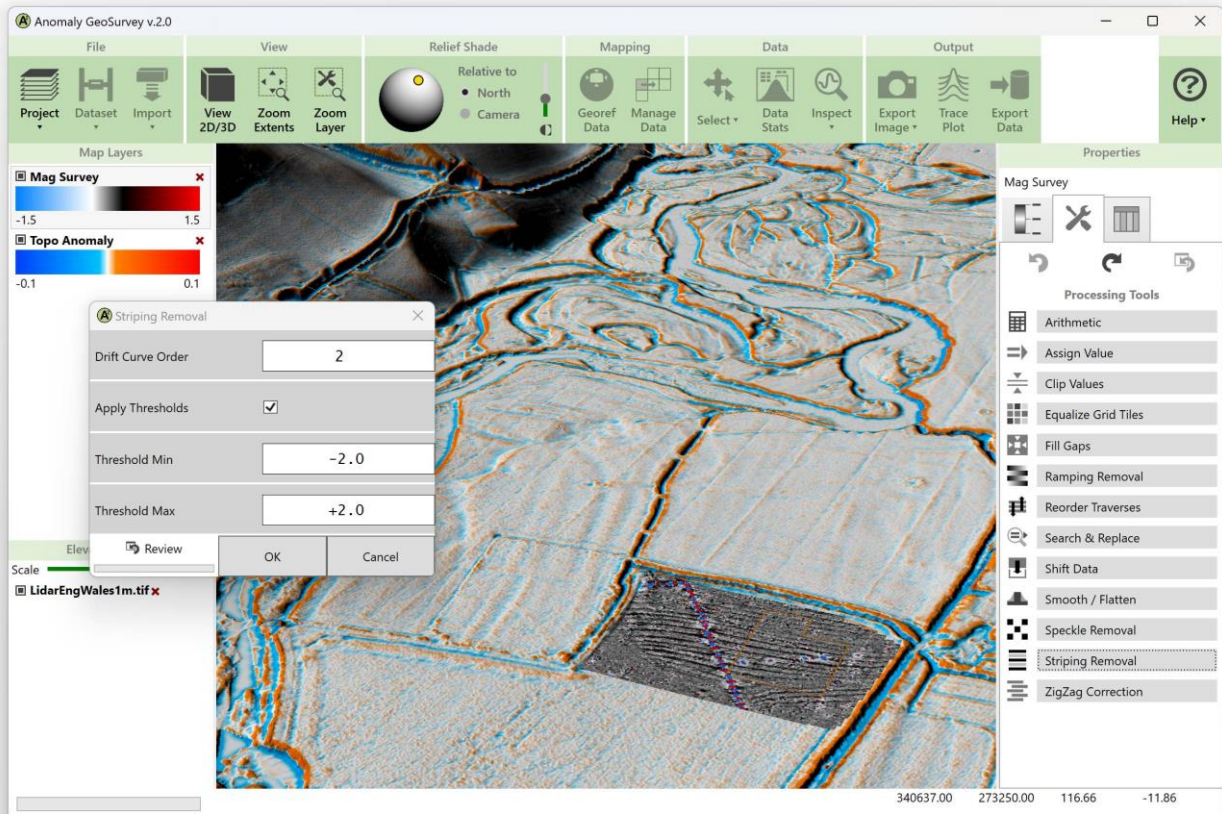 Anomaly GeoSurvey v.2.0
File
View
Relief Shade
Mapping
Data
Output
Project
Dataset
Import
View
2D/3D
Zoom
Extents
Zoom
Layer
Relative to
North
Camera
Georef
Data
Manage
Data
Select
Data
Stats
Inspect
Export
Image
Trace
Plot
Export
Data
Help
Map Layers
Mag Survey
-1.5 1.5
Topo Anomaly
-0.1 0.1
Striping Removal
Drift Curve Order 2
Apply Thresholds
Threshold Min -2.0
Threshold Max +2.0
Review
OK
Cancel
Scale
LidarEngWales1m.tif
Properties
Mag Survey
Processing Tools
Arithmetic
Assign Value
Clip Values
Equalize Grid Tiles
Fill Gaps
Ramping Removal
Reorder Traverses
Search & Replace
Shift Data
Smooth / Flatten
Speckle Removal
Striping Removal
ZigZag Correction
340637.00 273250.00 116.66 -11.86